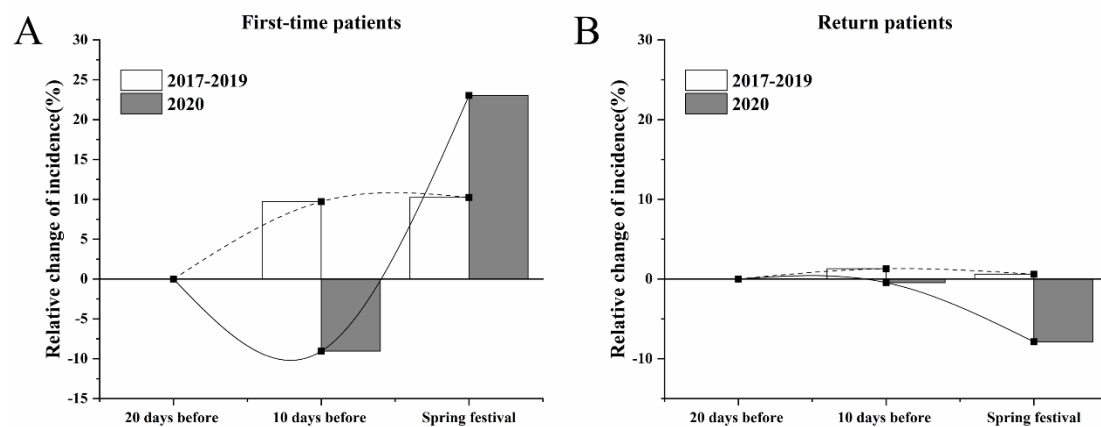 A
First-time patients
Relative change of incidence(%)
30
25
20
15
10
5
0
-5
-10
-15
2017-2019
2020
20 days before
10 days before
Spring festival
B
Return patients
Relative change of incidence(%)
30
20
10
0
-10
-15
2017-2019
2020
20 days before
10 days before
Spring festival